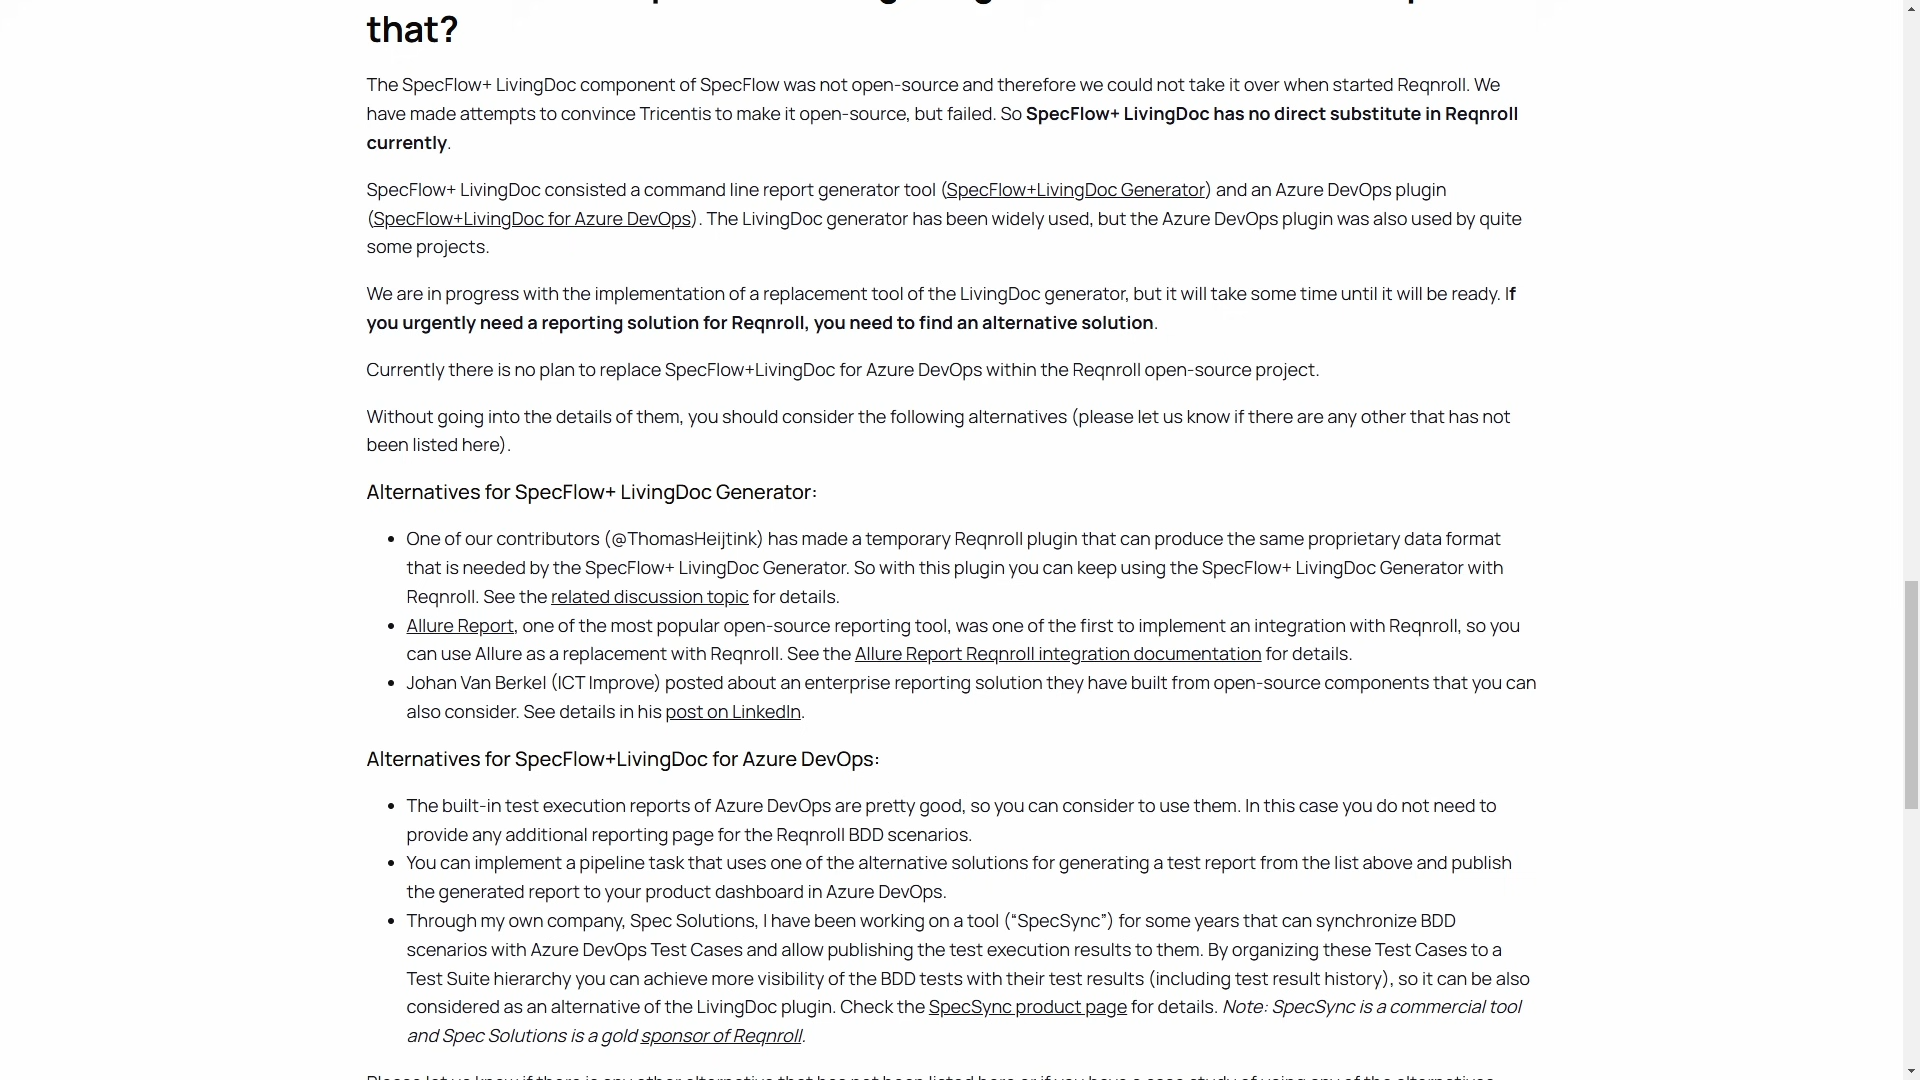 that?
The SpecFlow+ LivingDoc component of SpecFlow was not open-source and therefore we could not take it over when started Reqnroll. We
have made attempts to convince Tricentis to make it open-source, but failed. So SpecFlow+ LivingDoc has no direct substitute in Reqnroll
currently.
SpecFlow+ LivingDoc consisted a command line report generator tool (SpecFlow+LivingDoc Generator) and an Azure DevOps plugin
(SpecFlow+LivingDoc for Azure DevOps). The LivingDoc generator has been widely used, but the Azure DevOps plugin was also used by quite
some projects.
We are in progress with the implementation of a replacement tool of the LivingDoc generator, but it will take some time until it will be ready. If
you urgently need a reporting solution for Reqnroll, you need to find an alternative solution.
Currently there is no plan to replace SpecFlow+LivingDoc for Azure DevOps within the Reqnroll open-source project.
Without going into the details of them, you should consider the following alternatives (please let us know if there are any other that has not
been listed here).
Alternatives for SpecFlow+ LivingDoc Generator:
• One of our contributors (@ThomasHeijtink) has made a temporary Reqnroll plugin that can produce the same proprietary data format
that is needed by the SpecFlow+ LivingDoc Generator. So with this plugin you can keep using the SpecFlow+ LivingDoc Generator with
Reqnroll. See the related discussion topic for details.
• Allure Report, one of the most popular open-source reporting tool, was one of the first to implement an integration with Reqnroll, so you
can use Allure as a replacement with Reqnroll. See the Allure Report Reqnroll integration documentation for details.
• Johan Van Berkel (ICT Improve) posted about an enterprise reporting solution they have built from open-source components that you can
also consider. See details in his post on LinkedIn.
Alternatives for SpecFlow+LivingDoc for Azure DevOps:
• The built-in test execution reports of Azure DevOps are pretty good, so you can consider to use them. In this case you do not need to
provide any additional reporting page for the Reqnroll BDD scenarios.
• You can implement a pipeline task that uses one of the alternative solutions for generating a test report from the list above and publish
the generated report to your product dashboard in Azure DevOps.
• Through my own company, Spec Solutions, I have been working on a tool (“SpecSync”) for some years that can synchronize BDD
scenarios with Azure DevOps Test Cases and allow publishing the test execution results to them. By organizing these Test Cases to a
Test Suite hierarchy you can achieve more visibility of the BDD tests with their test results (including test result history), so it can be also
considered as an alternative of the LivingDoc plugin. Check the SpecSync product page for details. Note: SpecSync is a commercial tool
and Spec Solutions is a gold sponsor of Reqnroll.